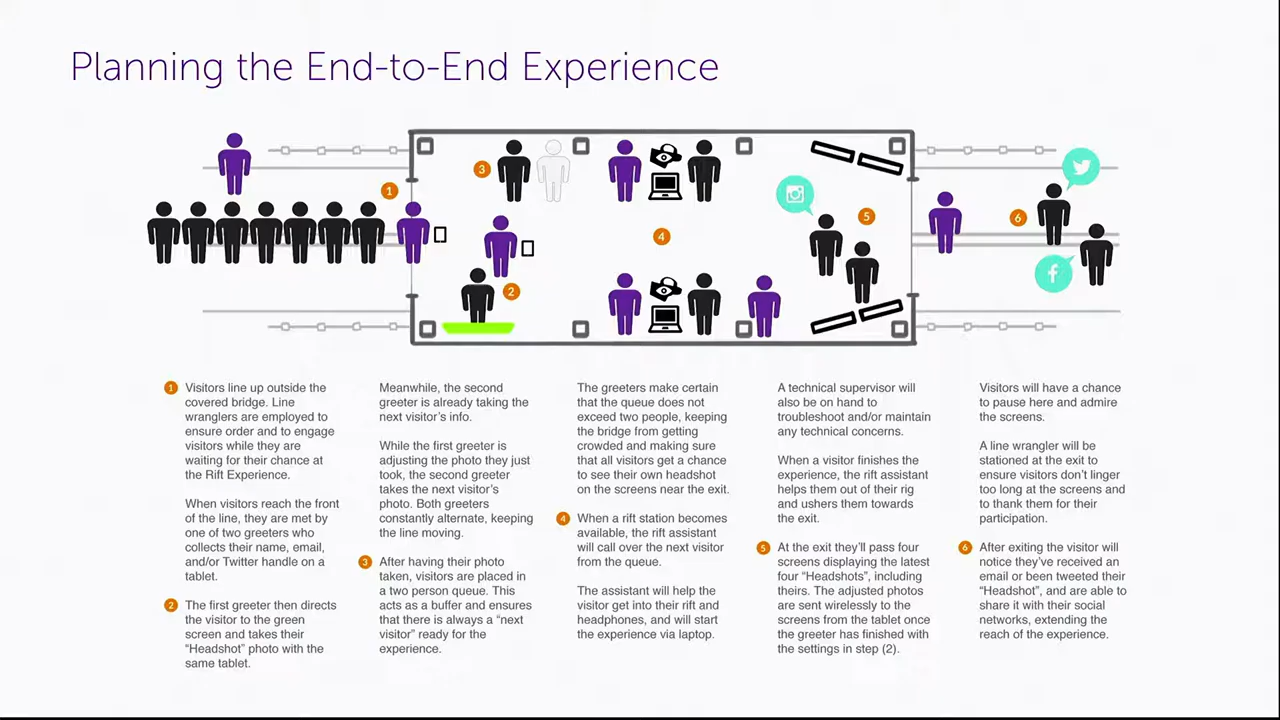 Planning the End-to-End Experience
1
2
3
4
5
6
1
Visitors line up outside the
covered bridge. Line
wranglers are employed to
ensure order and to engage
visitors while they are
waiting for their chance at
the Rift Experience.
When visitors reach the front
of the line, they are met by
one of two greeters who
collects their name, email,
and/or Twitter handle on a
tablet.
2
The first greeter then directs
the visitor to the green
screen and takes their
“Headshot” photo with the
same tablet.
Meanwhile, the second
greeter is already taking the
next visitor’s info.
While the first greeter is
adjusting the photo they just
took, the second greeter
takes the next visitor’s
photo. Both greeters
constantly alternate, keeping
the line moving.
3
After having their photo
taken, visitors are placed in
a two person queue. This
acts as a buffer and ensures
that there is always a “next
visitor” ready for the
experience.
The greeters make certain
that the queue does not
exceed two people, keeping
the bridge from getting
crowded and making sure
that all visitors get a chance
to see their own headshot
on the screens near the exit.
4
When a rift station becomes
available, the rift assistant
will call over the next visitor
from the queue.
The assistant will help the
visitor get into their rift and
headphones, and will start
the experience via laptop.
A technical supervisor will
also be on hand to
troubleshoot and/or maintain
any technical concerns.
When a visitor finishes the
experience, the rift assistant
helps them out of their rig
and ushers them towards
the exit.
5
At the exit they’ll pass four
screens displaying the latest
four “Headshots”, including
theirs. The adjusted photos
are sent wirelessly to the
screens from the tablet once
the greeter has finished with
the settings in step (2).
Visitors will have a chance
to pause here and admire
the screens.
A line wrangler will be
stationed at the exit to
ensure visitors don’t linger
too long at the screens and
to thank them for their
participation.
6
After exiting the visitor will
notice they’ve received an
email or been tweeted their
“Headshot”, and are able to
share it with their social
networks, extending the
reach of the experience.